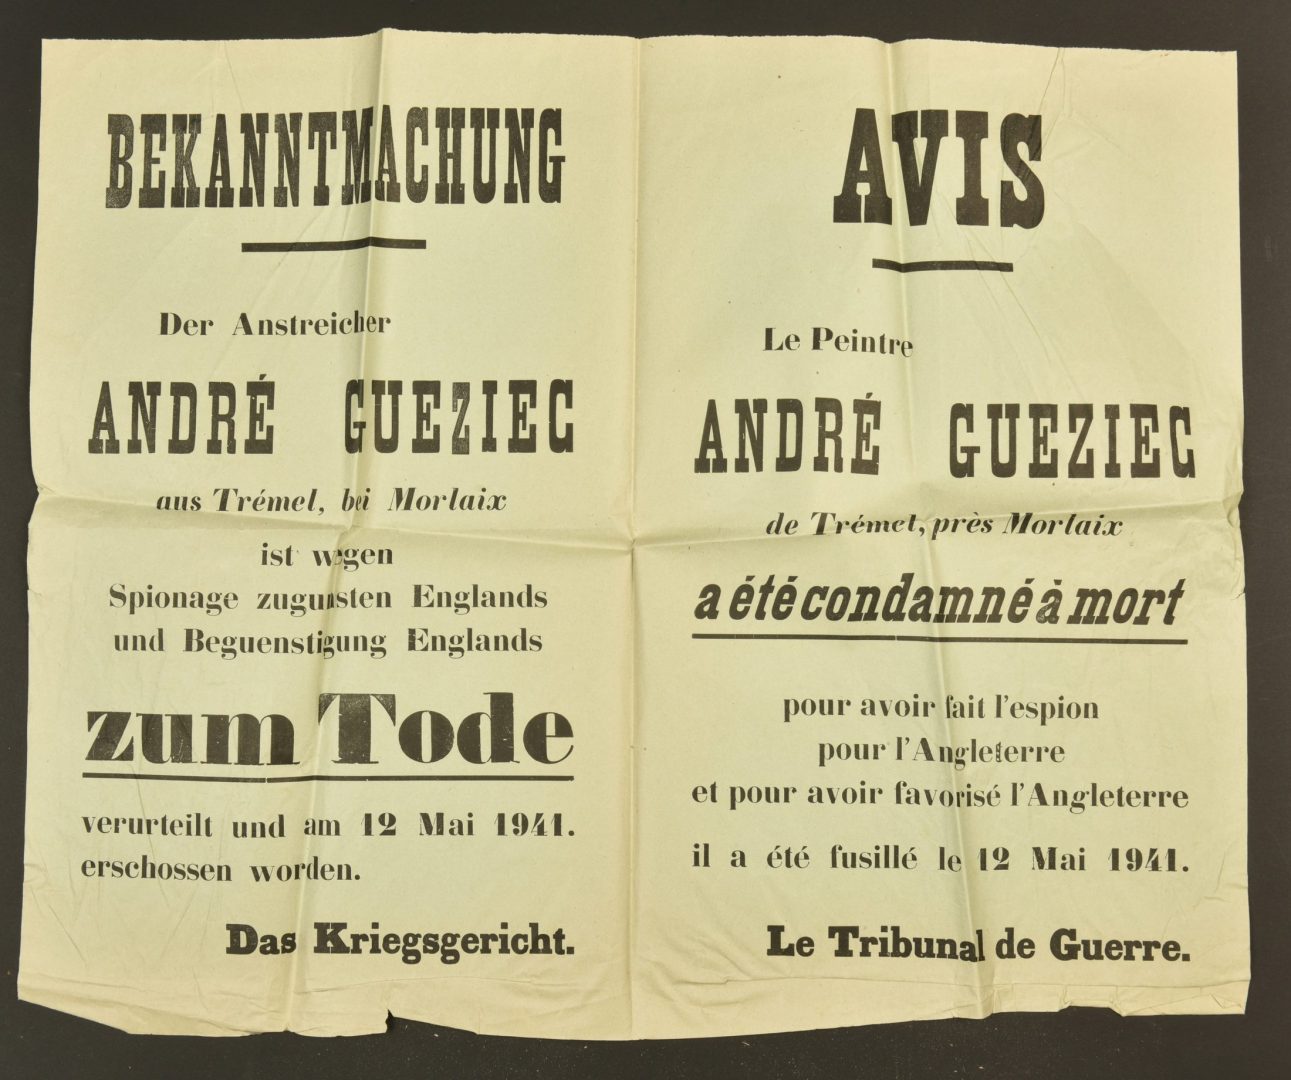 BEKANNTMACHUNG
Der Anstreicher
ANDRÉ GUEZIEC
aus Trémel, bei Morlaix
ist wegen
Spionage zugunsten Englands
und Beguenstigung Englands
zum Tode
verurteilt und am 12 Mai 1941.
erschossen worden.
Das Kriegsgericht.
AVIS
Le Peintre
ANDRÉ GUEZIEC
de Trémel, près Morlaix
a été condamné à mort
pour avoir fait l'espion
pour l'Angleterre
et pour avoir favorisé l'Angleterre
il a été fusillé le 12 Mai 1941.
Le Tribunal de Guerre.